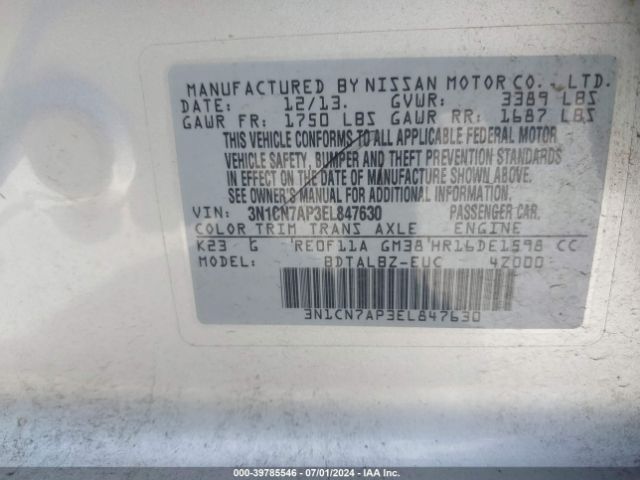 MANUFACTURED BY NISSAN MOTOR CO., LTD.
DATE: 12/13. GVWR: 3389 LBS
GAWR FR: 1750 LBS GAWR RR: 1687 LBS
THIS VEHICLE CONFORMS TO ALL APPLICABLE FEDERAL MOTOR
VEHICLE SAFETY, BUMPER AND THEFT PREVENTION STANDARDS
IN EFFECT ON THE DATE OF MANUFACTURE SHOWN ABOVE.
SEE OWNER'S MANUAL FOR ADDITIONAL INFORMATION.
VIN: 3N1CN7AP3EL847630 PASSENGER CAR.
COLOR TRIM TRANS AXLE ENGINE
K23 G RE0F11A GM38 HR16DE1598 CC
MODEL: BDTALBZ-EUC 4Z000
3N1CN7AP3EL847630
000-39785546 / 07/01/2024 - IAA Inc.